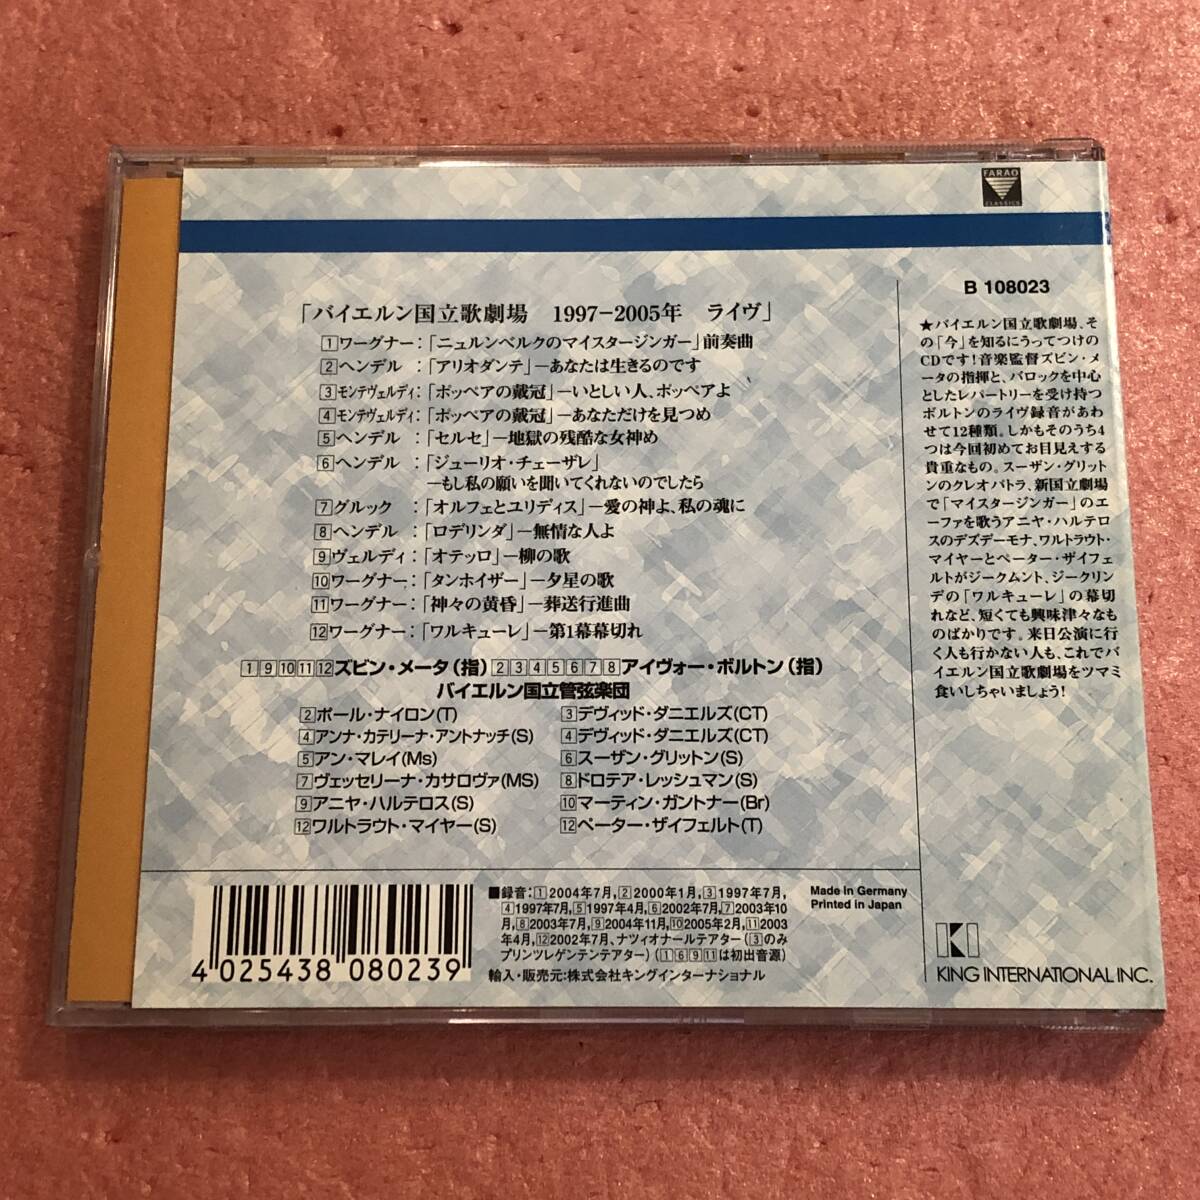 FARAO
CLASSICS
B 108023
「バイエルン国立歌劇場 1997-2005年 ライヴ」
1 ワーグナー:「ニュルンベルクのマイスタージンガー」前奏曲
2 ヘンデル :「アリオダンテ」—あなたは生きるのです
3 モンテヴェルディ:「ポッペアの戴冠」—いとしい人、ポッペアよ
4 モンテヴェルディ:「ポッペアの戴冠」—あなただけを見つめ
5 ヘンデル :「セルセ」—地獄の残酷な女神め
6 ヘンデル :「ジューリオ・チェーザレ」
—もし私の願いを聞いてくれないのでしたら
7 グルック :「オルフェとユリディス」—愛の神よ、私の魂に
8 ヘンデル :「ロデリンダ」—無情な人よ
9 ヴェルディ:「オテッロ」—柳の歌
10 ワーグナー:「タンホイザー」—夕星の歌
11 ワーグナー:「神々の黄昏」—葬送行進曲
12 ワーグナー:「ワルキューレ」—第1幕幕切れ
1 9 10 11 12 ズビン・メータ(指) 2 3 4 5 6 7 8 アイヴォー・ボルトン(指)
バイエルン国立管弦楽団
2 ポール・ナイロン(T)
3 デヴィッド・ダニエルズ(CT)
4 アンナ・カテリーナ・アントナッチ(S)
4 デヴィッド・ダニエルズ(CT)
5 アン・マレイ(Ms)
6 スーザン・グリットン(S)
7 ヴェッセリーナ・カサロヴァ(MS)
8 ドロテア・レッシュマン(S)
9 アニヤ・ハルテロス(S)
10 マーティン・ガントナー(Br)
12 ワルトラウト・マイヤー(S)
12 ペーター・ザイフェルト(T)
★バイエルン国立歌劇場、そ
の「今」を知るにうってつけの
CDです!音楽監督ズビン・メ
ータの指揮と、バロックを中心
としたレパートリーを受け持つ
ボルトンのライヴ録音があわ
せて12種類。しかもそのうち4
つは今回初めてお目見えする
貴重なもの。スーザン・グリット
ンのクレオパトラ、新国立劇場
で「マイスタージンガー」のエ
ーファを歌うアニヤ・ハルテロ
スのデズデーモナ、ワルトラウト・
マイヤーとペーター・ザイフェ
ルトがジークムント、ジークリン
デの「ワルキューレ」の幕切
れなど、短くても興味津々なも
のばかりです。来日公演に行
く人も行かない人も、これでバ
イエルン国立歌劇場をツマミ
食いしちゃいましょう!
4 025438 080239
■録音:1 2004年7月,2 2000年1月,3 1997年7月,
4 1997年7月,5 1997年4月,6 2002年7月,7 2003年10
月,8 2003年7月,9 2004年11月,10 2005年2月,11 2003
年4月,12 2002年7月、ナツィオナールテアター(3のみ
プリンツレゲンテンテアター)(1 6 9 11は初出音源)
輸入・販売元:株式会社キングインターナショナル
Made in Germany
Printed in Japan
KING INTERNATIONAL INC.